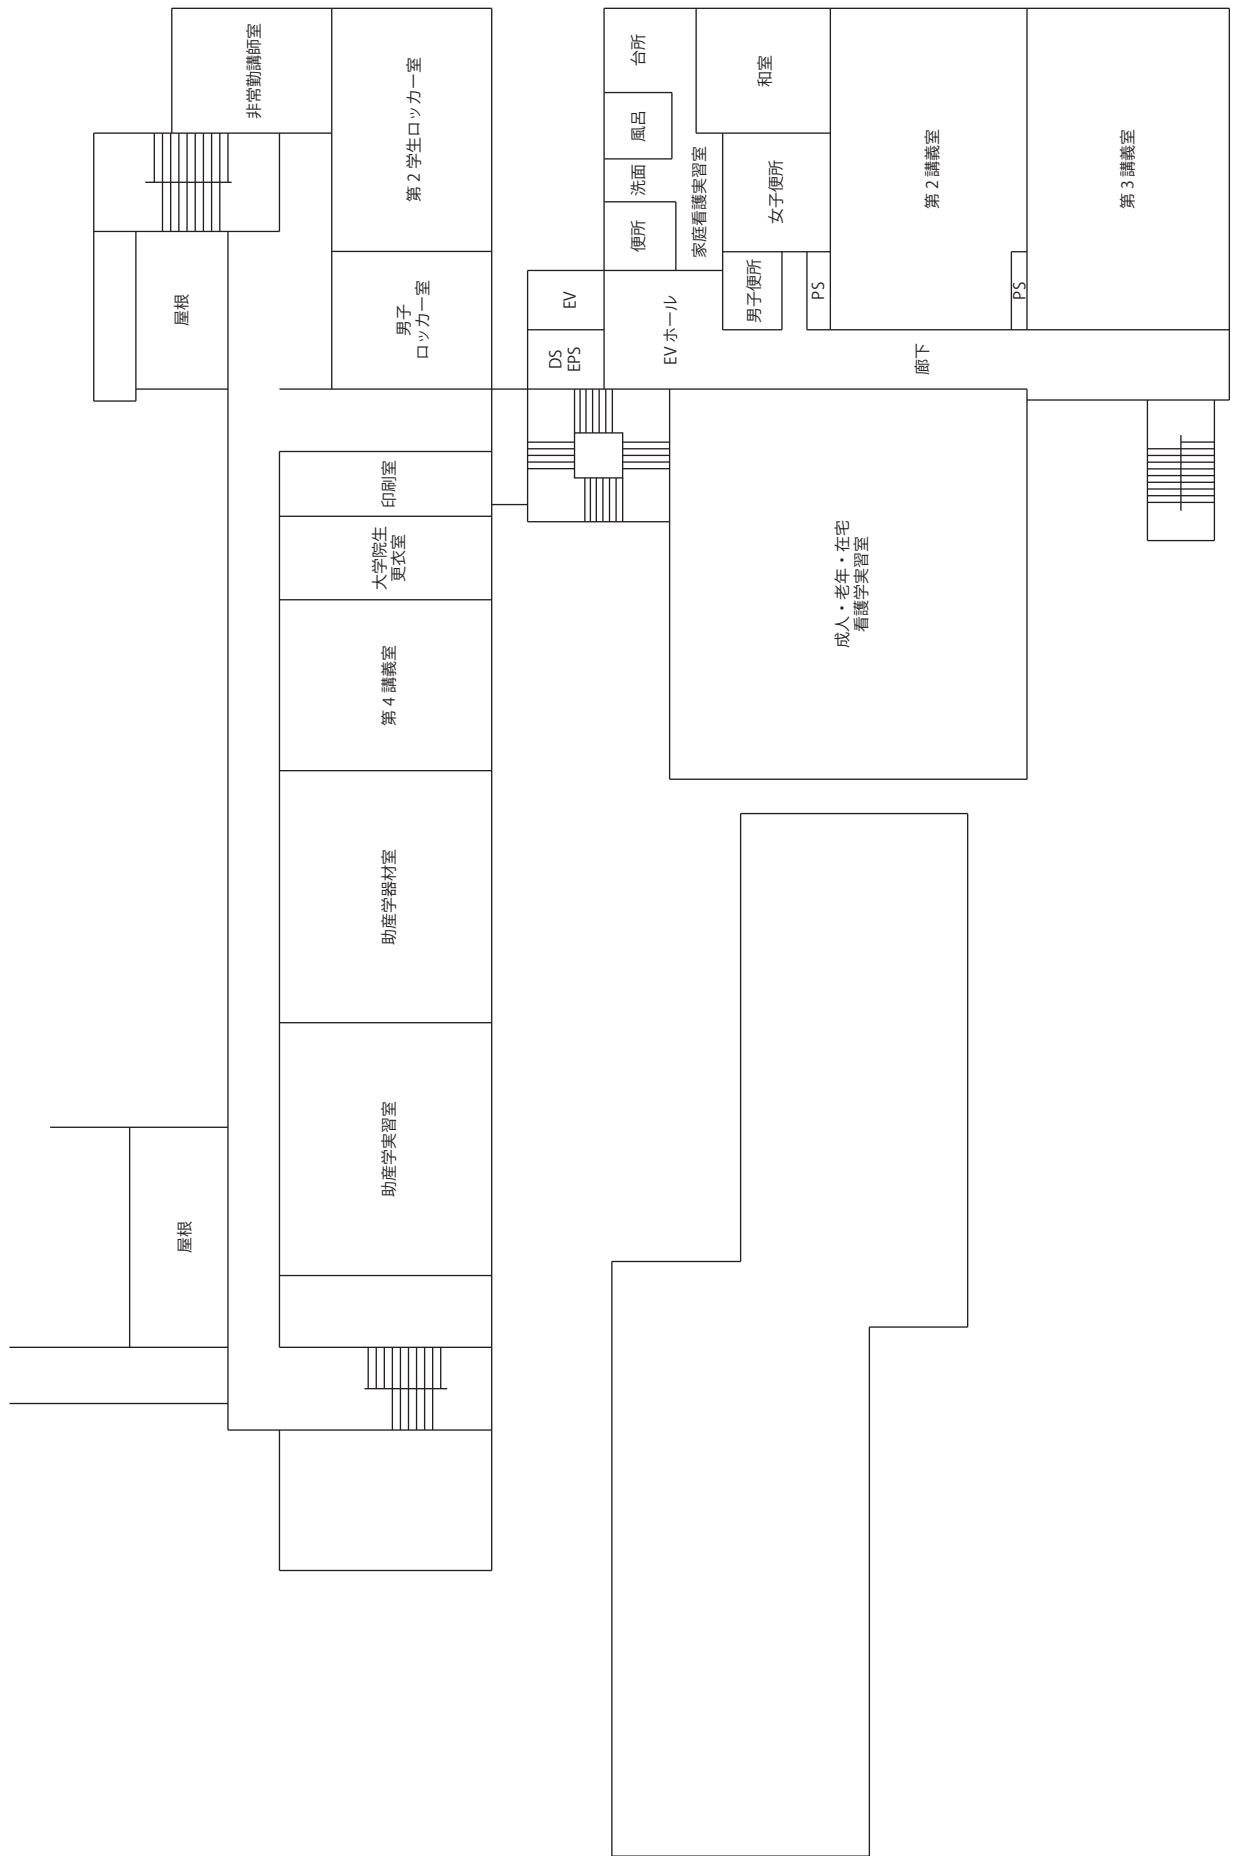 非常勤講師室
第2学生ロッカー室
屋根
男子
ロッカー室
台所
風呂
洗面
便所
家庭看護実習室
和室
女子便所
男子便所
PS
第2講義室
PS
第3講義室
EV
DS
EPS
EVホール
廊下
印刷室
大学院生
更衣室
第4講義室
助産学器材室
助産学実習室
屋根
成人・老年・在宅
看護学実習室